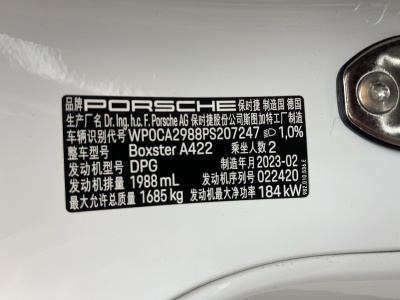 品牌 PORSCHE 保时捷 制造国 德国
生产厂名 Dr. Ing. h.c. F. Porsche AG 保时捷股份公司斯图加特工厂制造
车辆识别代号 WP0CA2988PS207247 1,0%
整车型号 Boxster A422 乘坐人数 2
发动机型号 DPG 制造年月 2023-02
发动机排量 1988 mL 发动机序列号 022420
最大允许总质量 1685 kg 发动机最大净功率 184 kW